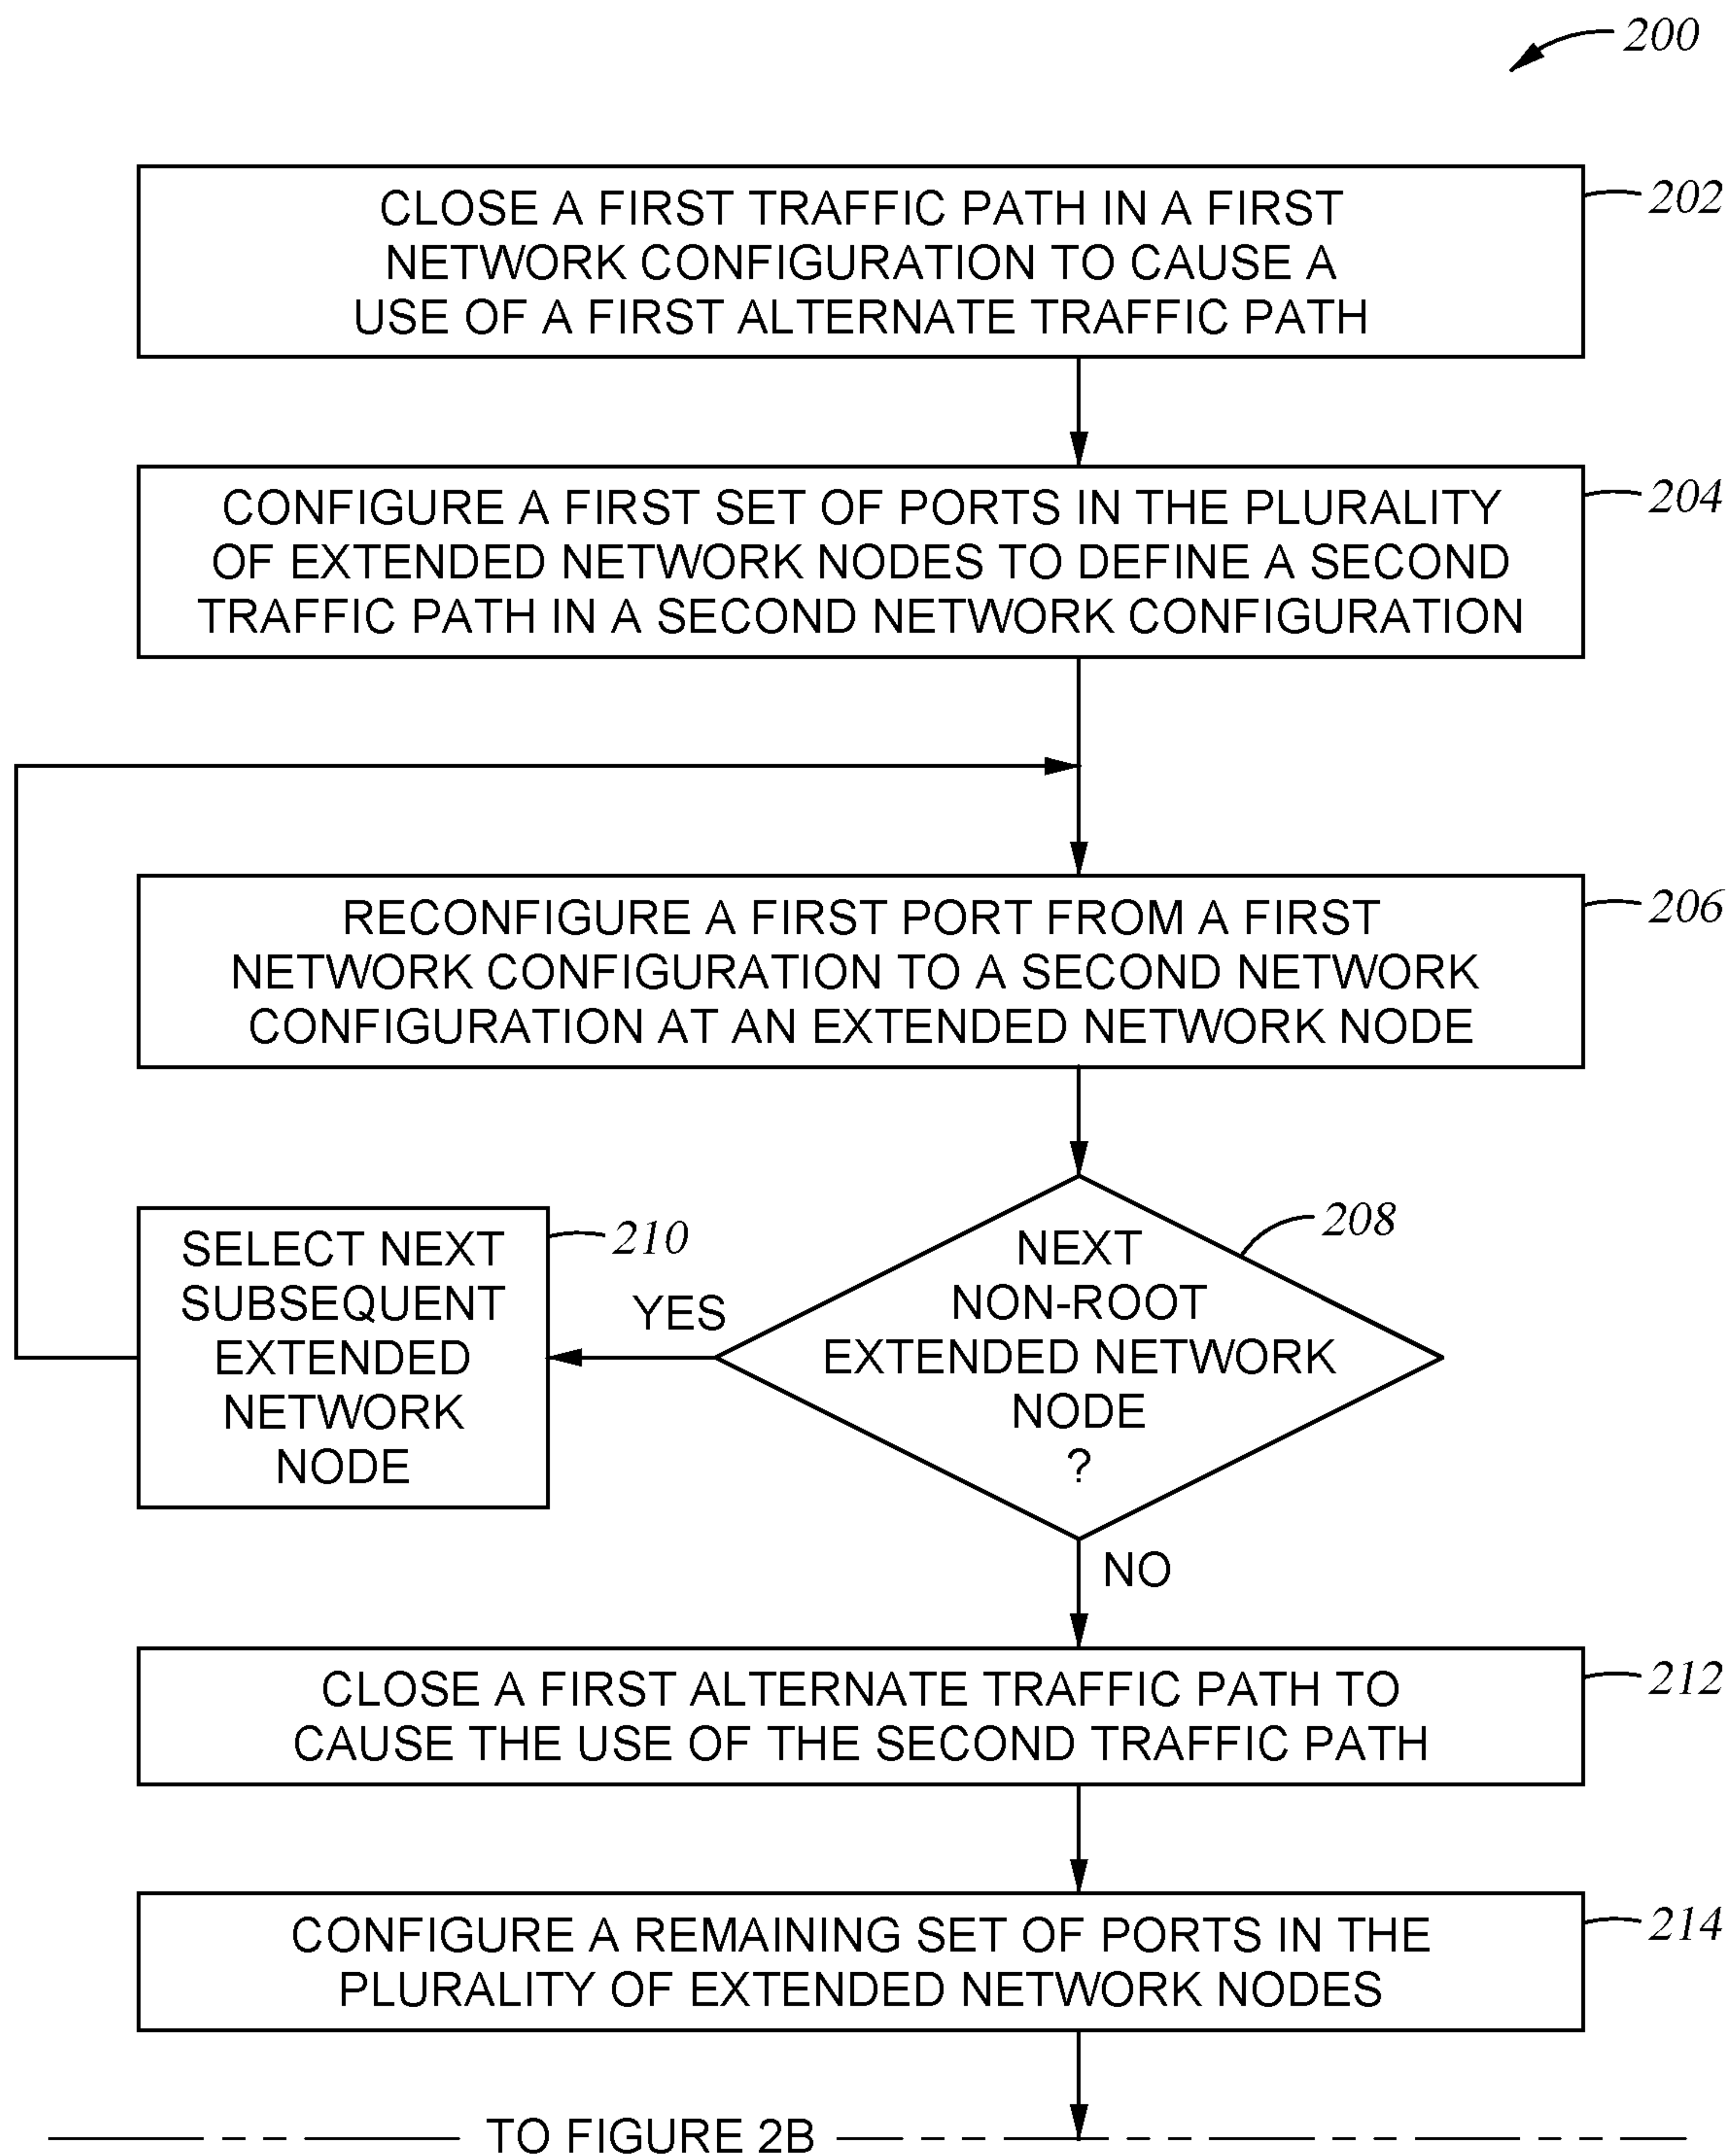 200
CLOSE A FIRST TRAFFIC PATH IN A FIRST
NETWORK CONFIGURATION TO CAUSE A
USE OF A FIRST ALTERNATE TRAFFIC PATH
202
CONFIGURE A FIRST SET OF PORTS IN THE PLURALITY
OF EXTENDED NETWORK NODES TO DEFINE A SECOND
TRAFFIC PATH IN A SECOND NETWORK CONFIGURATION
204
RECONFIGURE A FIRST PORT FROM A FIRST
NETWORK CONFIGURATION TO A SECOND NETWORK
CONFIGURATION AT AN EXTENDED NETWORK NODE
206
NEXT
NON-ROOT
EXTENDED NETWORK
NODE
?
208
YES
SELECT NEXT
SUBSEQUENT
EXTENDED
NETWORK
NODE
210
NO
CLOSE A FIRST ALTERNATE TRAFFIC PATH TO
CAUSE THE USE OF THE SECOND TRAFFIC PATH
212
CONFIGURE A REMAINING SET OF PORTS IN THE
PLURALITY OF EXTENDED NETWORK NODES
214
TO FIGURE 2B